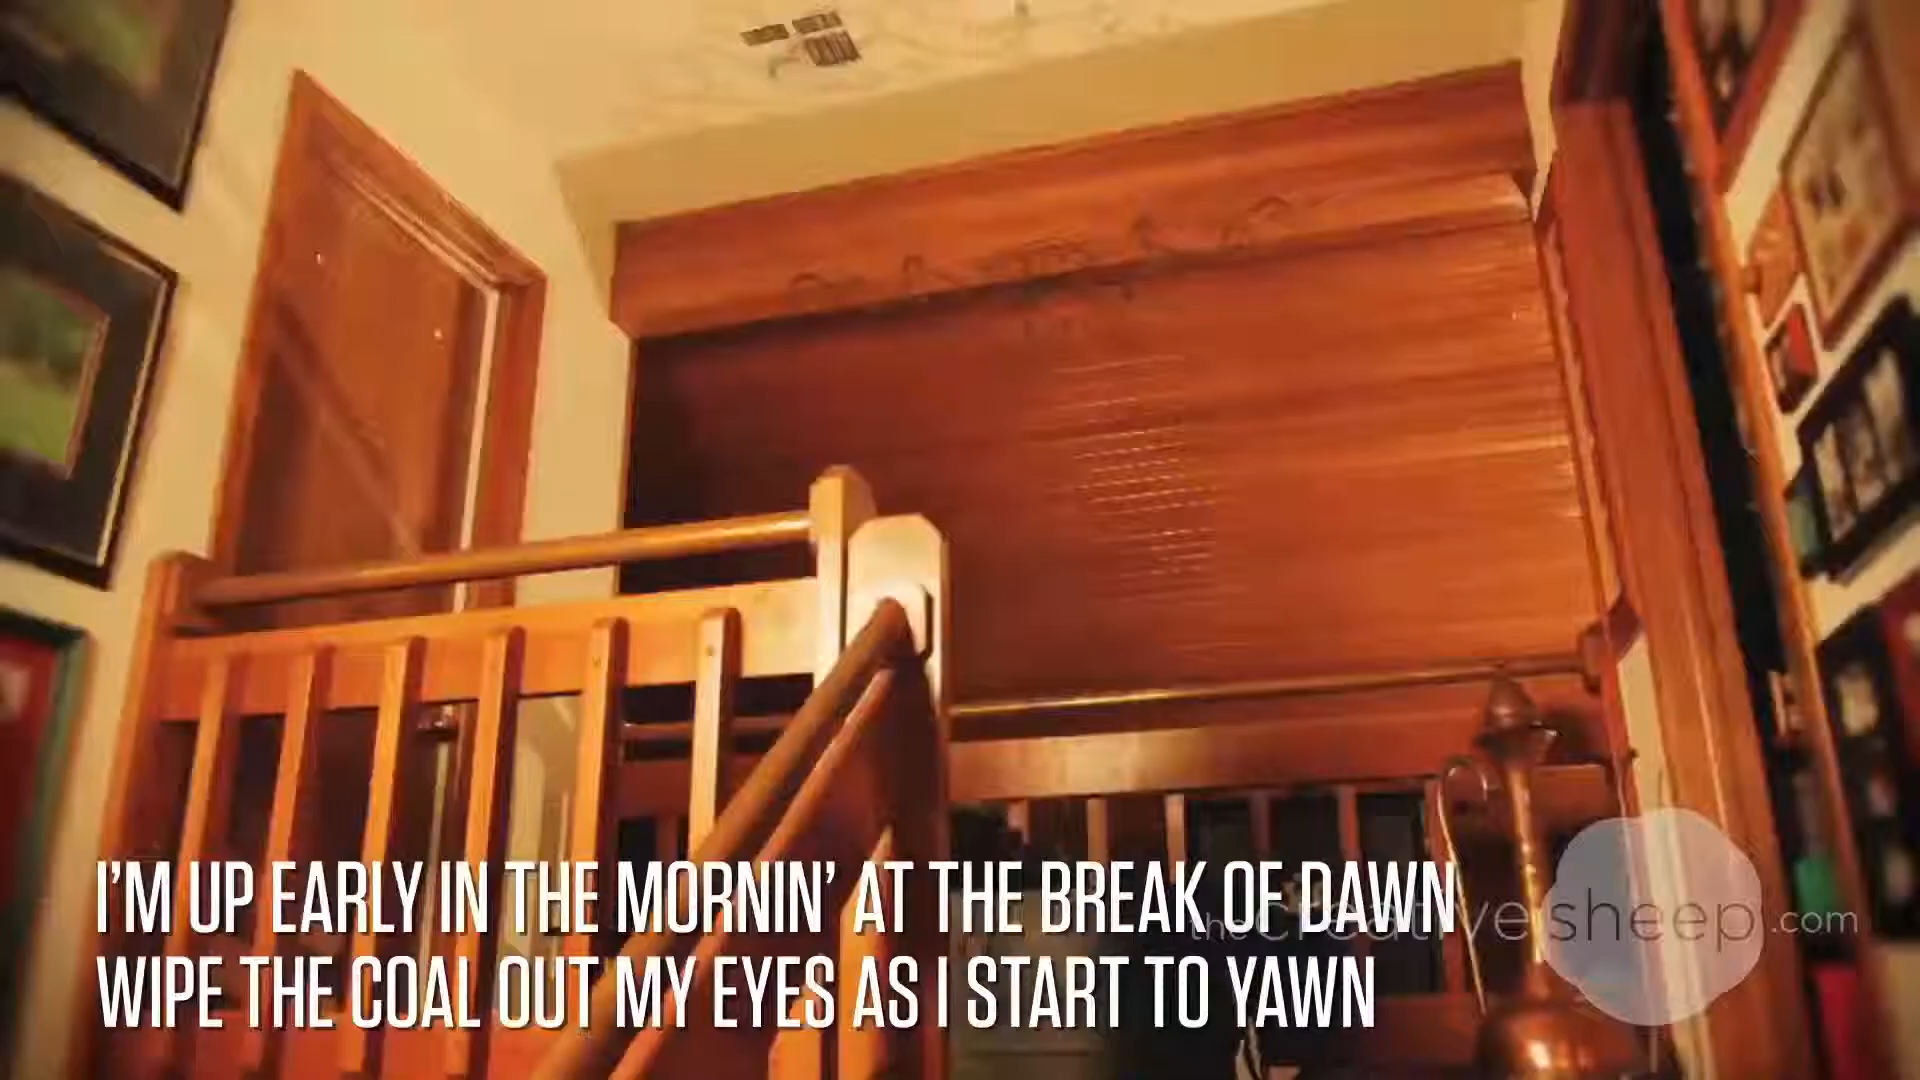 I'M UP EARLY IN THE MORNIN' AT THE BREAK OF DAWN
WIPE THE COAL OUT MY EYES AS I START TO YAWN
thecreativesheep.com